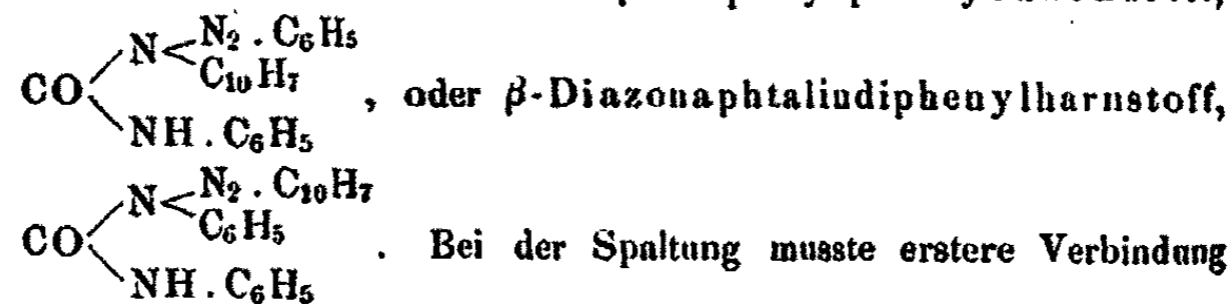 N<N₂ . C₆H₅
C₁₀H₇
CO , oder β-Diazonaphtalindiphenylharnstoff,
NH . C₆H₅
N<N₂ . C₁₀H₇
C₆H₅
CO . Bei der Spaltung musste erstere Verbindung
NH . C₆H₅